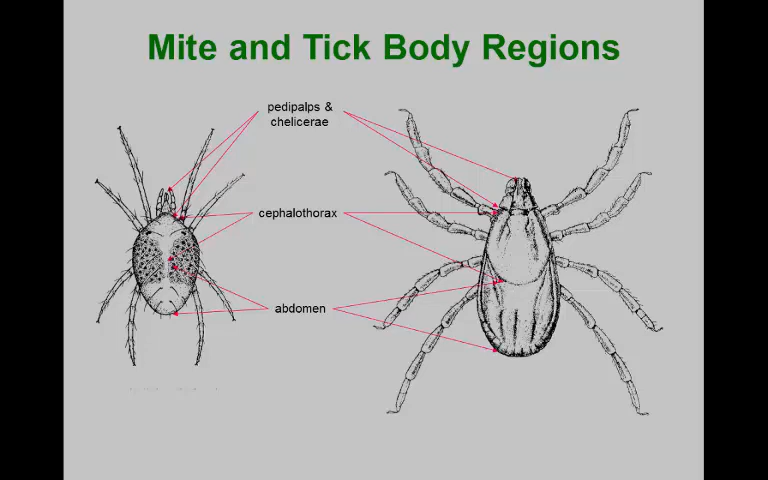 Mite and Tick Body Regions
pedipalps &
chelicerae
cephalothorax
abdomen